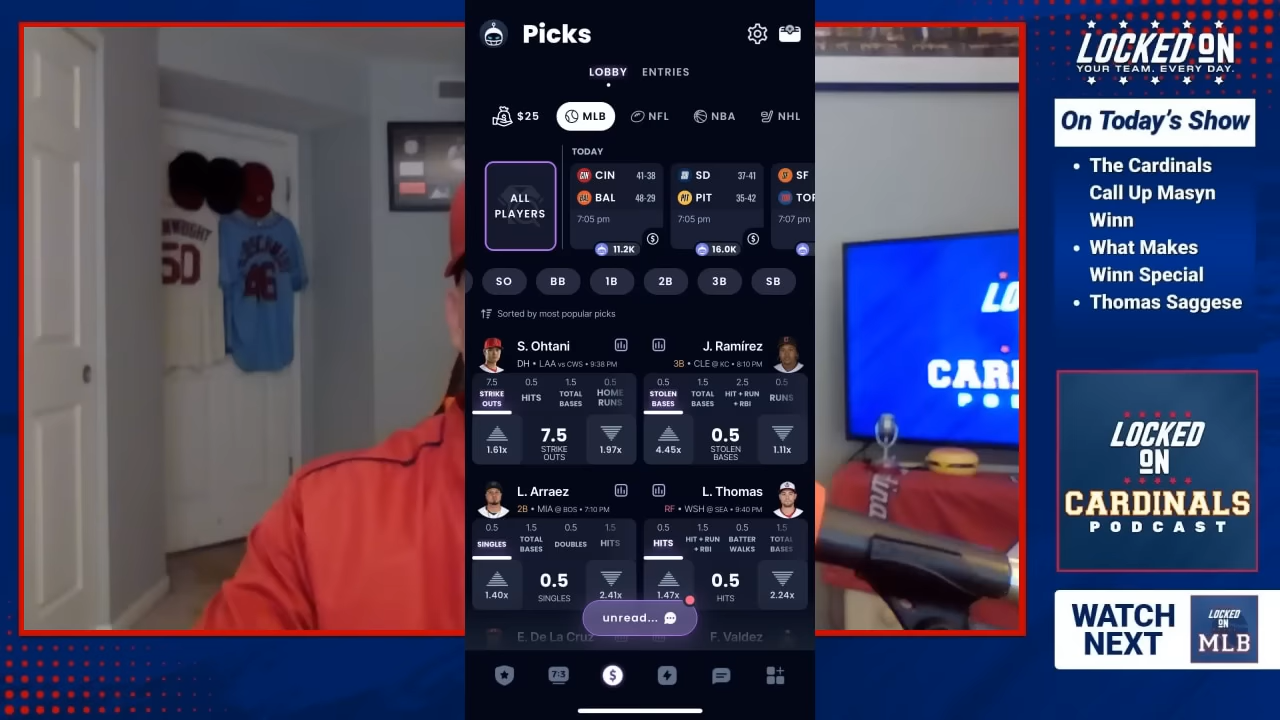 Picks
LOBBY ENTRIES
$25 MLB NFL NBA NHL
TODAY
ALL
PLAYERS
CIN 41-38
BAL 48-29
7:05 pm
11.2K
SD 37-41
PIT 35-42
7:05 pm
16.0K
SF
TOR
7:07 pm
SO BB 1B 2B 3B SB
Sorted by most popular picks
S. Ohtani
DH • LAA vs CWS • 9:38 PM
7.5 0.5 1.5 0.5
STRIKE OUTS HITS TOTAL BASES HOME RUNS
1.61x
7.5
STRIKE
OUTS
1.97x
J. Ramírez
3B • CLE @ KC • 8:10 PM
0.5 1.5 2.5 0.5
STOLEN BASES TOTAL BASES HIT + RUN + RBI RUNS
4.45x
0.5
STOLEN
BASES
1.11x
L. Arraez
2B • MIA @ BOS • 7:10 PM
0.5 1.5 0.5 1.5
SINGLES TOTAL BASES DOUBLES HITS
1.40x
0.5
SINGLES
2.41x
L. Thomas
RF • WSH @ SEA • 9:40 PM
0.5 1.5 0.5 1.5
HITS HIT + RUN + RBI BATTER WALKS TOTAL BASES
1.47x
0.5
HITS
2.24x
unread...
E. De La Cruz
F. Valdez
7:3
50
46
LO
CAR
PO
LOCKED ON
YOUR TEAM. EVERY DAY.
On Today's Show
• The Cardinals
Call Up Masyn
Winn
• What Makes
Winn Special
• Thomas Saggese
LOCKED
ON
CARDINALS
PODCAST
WATCH
NEXT
LOCKED
ON
MLB